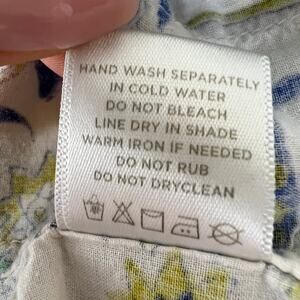 HAND WASH SEPARATELY
IN COLD WATER
DO NOT BLEACH
LINE DRY IN SHADE
WARM IRON IF NEEDED
DO NOT RUB
DO NOT DRYCLEAN